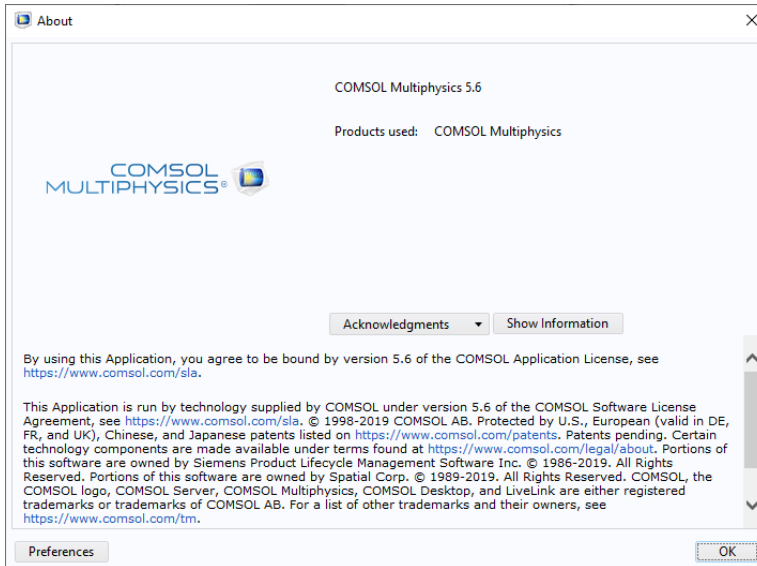 About
COMSOL Multiphysics 5.6
Products used: COMSOL Multiphysics
COMSOL
MULTIPHYSICS®
Acknowledgments
Show Information
By using this Application, you agree to be bound by version 5.6 of the COMSOL Application License, see
https://www.comsol.com/sla.
This Application is run by technology supplied by COMSOL under version 5.6 of the COMSOL Software License
Agreement, see https://www.comsol.com/sla. © 1998-2019 COMSOL AB. Protected by U.S., European (valid in DE,
FR, and UK), Chinese, and Japanese patents listed on https://www.comsol.com/patents. Patents pending. Certain
technology components are made available under terms found at https://www.comsol.com/legal/about. Portions of
this software are owned by Siemens Product Lifecycle Management Software Inc. © 1986-2019. All Rights
Reserved. Portions of this software are owned by Spatial Corp. © 1989-2019. All Rights Reserved. COMSOL, the
COMSOL logo, COMSOL Server, COMSOL Multiphysics, COMSOL Desktop, and LiveLink are either registered
trademarks or trademarks of COMSOL AB. For a list of other trademarks and their owners, see
https://www.comsol.com/tm.
Preferences
OK